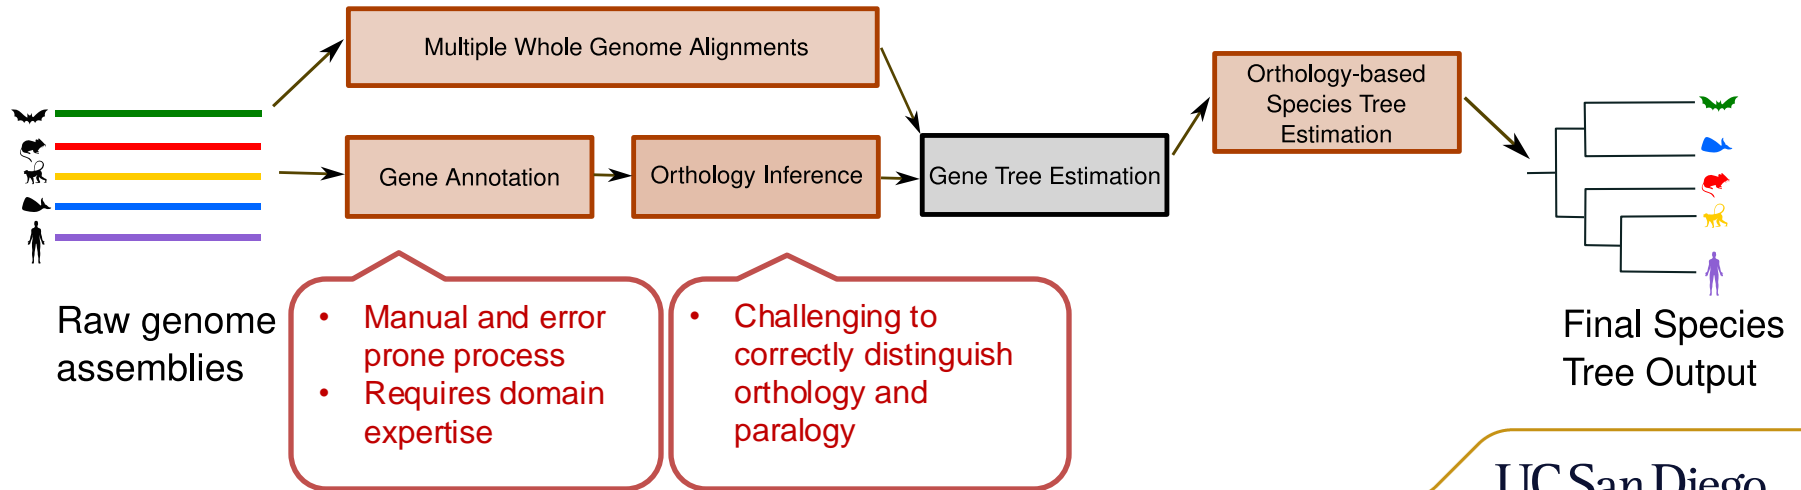 Multiple Whole Genome Alignments
Orthology-based
Species Tree
Estimation
Gene Annotation
Orthology Inference
Gene Tree Estimation
Raw genome
assemblies
• Manual and error
prone process
• Requires domain
expertise
• Challenging to
correctly distinguish
orthology and
paralogy
Final Species
Tree Output
UC San Diego